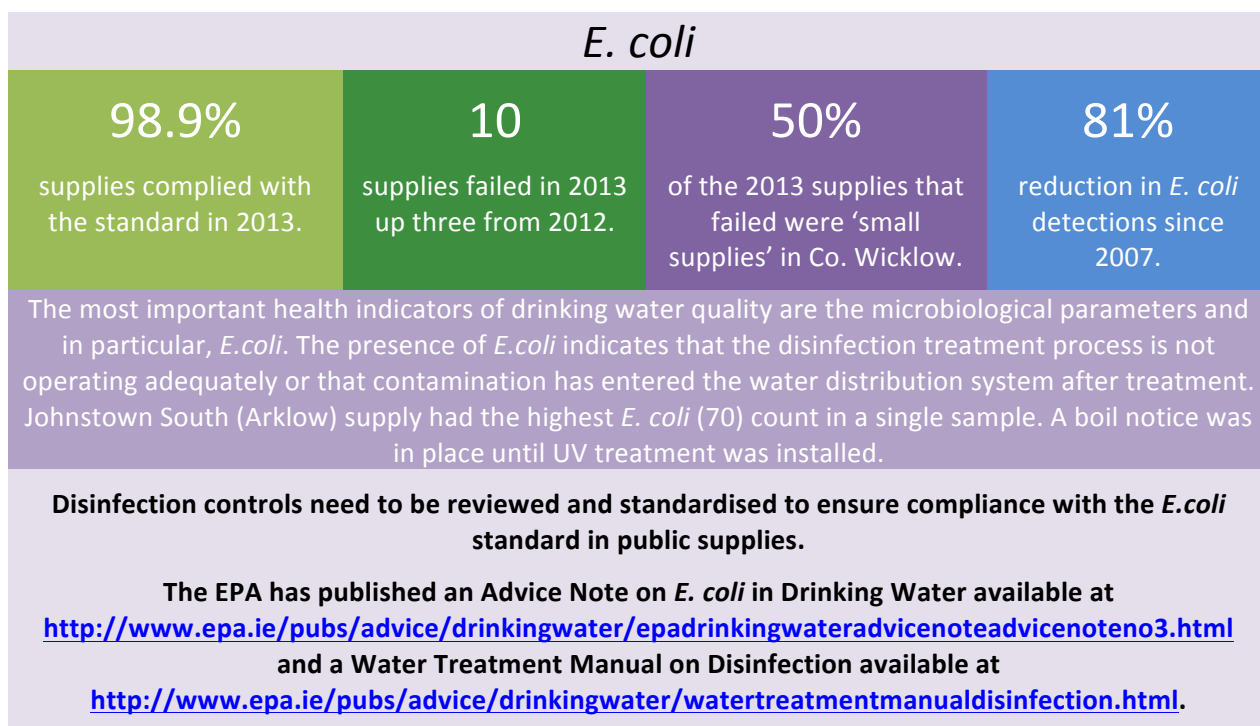 E. coli
98.9%
supplies complied with
the standard in 2013.
10
supplies failed in 2013
up three from 2012.
50%
of the 2013 supplies that
failed were ‘small
supplies’ in Co. Wicklow.
81%
reduction in E. coli
detections since
2007.
The most important health indicators of drinking water quality are the microbiological parameters and
in particular, E.coli. The presence of E.coli indicates that the disinfection treatment process is not
operating adequately or that contamination has entered the water distribution system after treatment.
Johnstown South (Arklow) supply had the highest E. coli (70) count in a single sample. A boil notice was
in place until UV treatment was installed.
Disinfection controls need to be reviewed and standardised to ensure compliance with the E.coli
standard in public supplies.
The EPA has published an Advice Note on E. coli in Drinking Water available at
http://www.epa.ie/pubs/advice/drinkingwater/epadrinkingwateradvicenoteadvicenoteno3.html
and a Water Treatment Manual on Disinfection available at
http://www.epa.ie/pubs/advice/drinkingwater/watertreatmentmanualdisinfection.html.